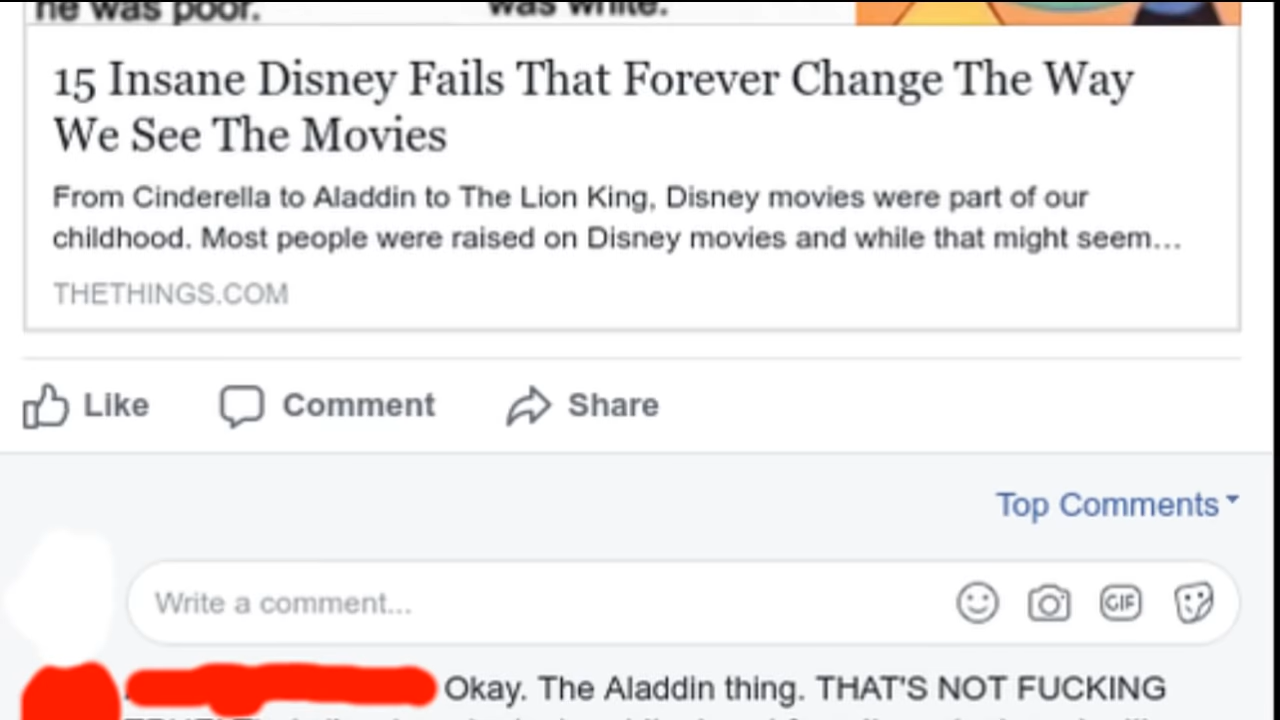 he was poor. was white.
15 Insane Disney Fails That Forever Change The Way
We See The Movies
From Cinderella to Aladdin to The Lion King, Disney movies were part of our
childhood. Most people were raised on Disney movies and while that might seem...
THETHINGS.COM
Like Comment Share
Top Comments
Write a comment...
GIF
Okay. The Aladdin thing. THAT'S NOT FUCKING